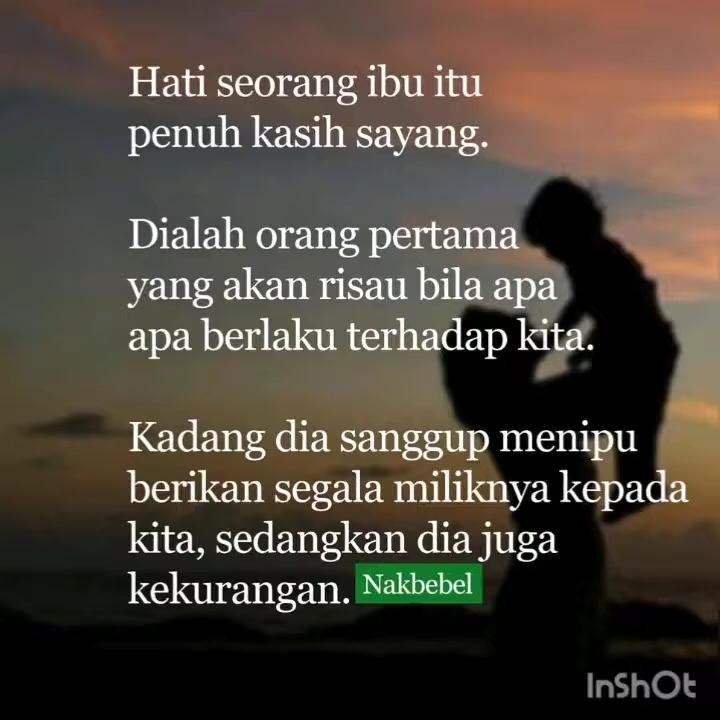 Hati seorang ibu itu
penuh kasih sayang.
Dialah orang pertama
yang akan risau bila apa
apa berlaku terhadap kita.
Kadang dia sanggup menipu
berikan segala miliknya kepada
kita, sedangkan dia juga
kekurangan. Nakbebel
InShOt